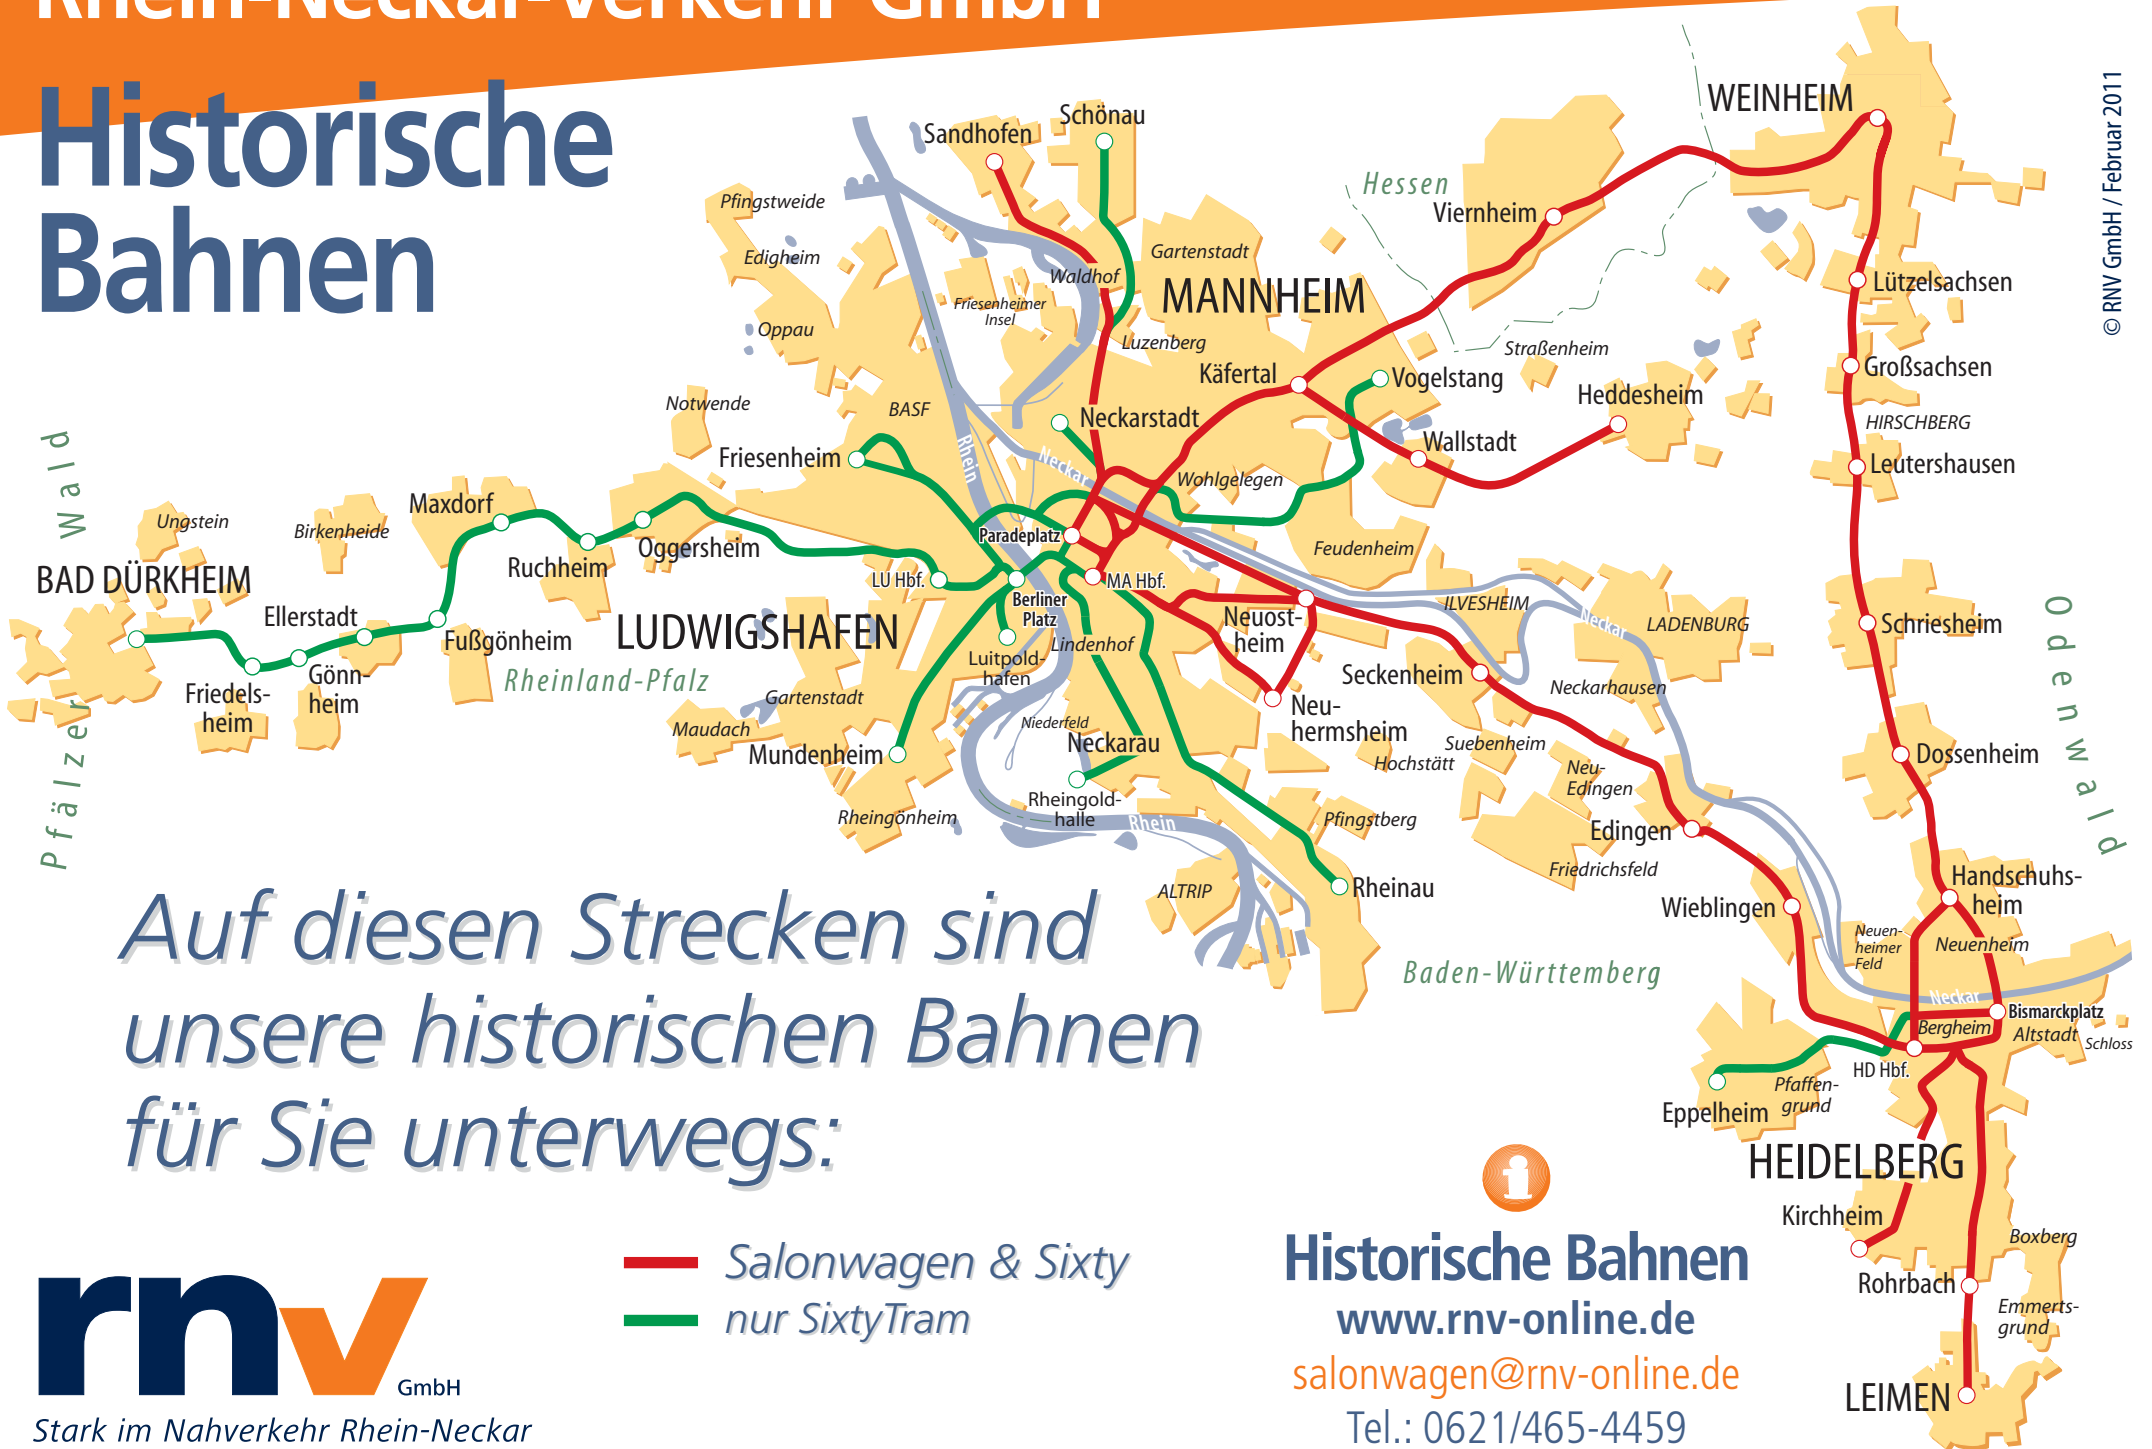 Rhein-Neckar-Verkehr GmbH
Historische
Bahnen
© RNV GmbH / Februar 2011
WEINHEIM
Schönau
Sandhofen
Hessen
Viernheim
Pfingstweide
Gartenstadt
Edigheim
Waldhof
MANNHEIM
Lützelsachsen
Friesenheimer
Insel
Oppau
Luzenberg
Straßenheim
Großsachsen
Käfertal
Vogelstang
Heddesheim
Notwende
BASF
Neckarstadt
HIRSCHBERG
Wallstadt
Friesenheim
Rhein
Neckar
Leutershausen
Wohlgelegen
Maxdorf
Ungstein
Birkenheide
Paradeplatz
Oggersheim
Feudenheim
Ruchheim
BAD DÜRKHEIM
LU Hbf.
MA Hbf.
Berliner
Platz
ILVESHEIM
Neckar
LADENBURG
Schriesheim
Ellerstadt
Fußgönheim
LUDWIGSHAFEN
Neuost-
heim
Lindenhof
Luitpold-
hafen
Seckenheim
Gönn-
heim
Friedels-
heim
Rheinland-Pfalz
Gartenstadt
Neckarhausen
Neu-
hermsheim
Maudach
Niederfeld
Neckarau
Mundenheim
Suebenheim
Hochstätt
Neu-
Edingen
Dossenheim
Pfälzer Wald
Odenwald
Rheingönheim
Rheingold-
halle
Rhein
Pfingstberg
Edingen
Friedrichsfeld
ALTRIP
Rheinau
Wieblingen
Handschuhs-
heim
Neuen-
heimer
Feld
Neuenheim
Baden-Württemberg
Neckar
Bismarckplatz
Bergheim
Altstadt
Schloss
HD Hbf.
Pfaffen-
grund
Eppelheim
HEIDELBERG
Kirchheim
Boxberg
Rohrbach
Emmerts-
grund
LEIMEN
Auf diesen Strecken sind
unsere historischen Bahnen
für Sie unterwegs:
Salonwagen & Sixty
nur SixtyTram
i
Historische Bahnen
www.rnv-online.de
salonwagen@rnv-online.de
Tel.: 0621/465-4459
rnv
GmbH
Stark im Nahverkehr Rhein-Neckar